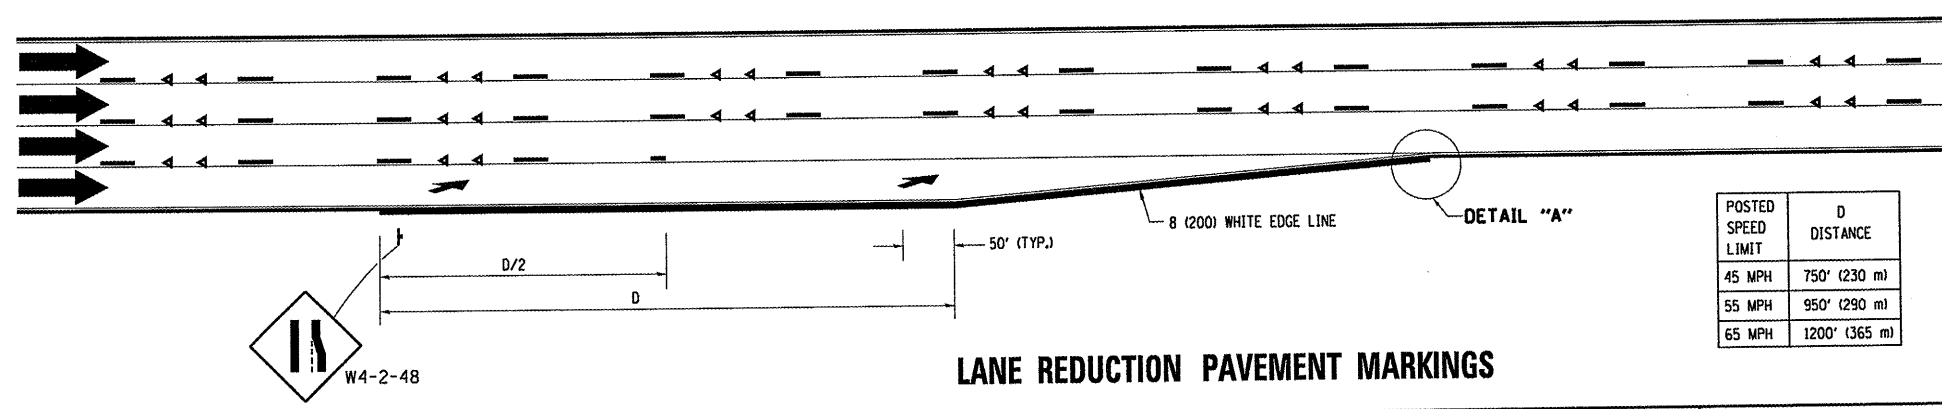 8 (200) WHITE EDGE LINE
DETAIL "A"
50' (TYP.)
D/2
D
W4-2-48
POSTED SPEED LIMIT
D DISTANCE
45 MPH 750' (230 m)
55 MPH 950' (290 m)
65 MPH 1200' (365 m)
LANE REDUCTION PAVEMENT MARKINGS